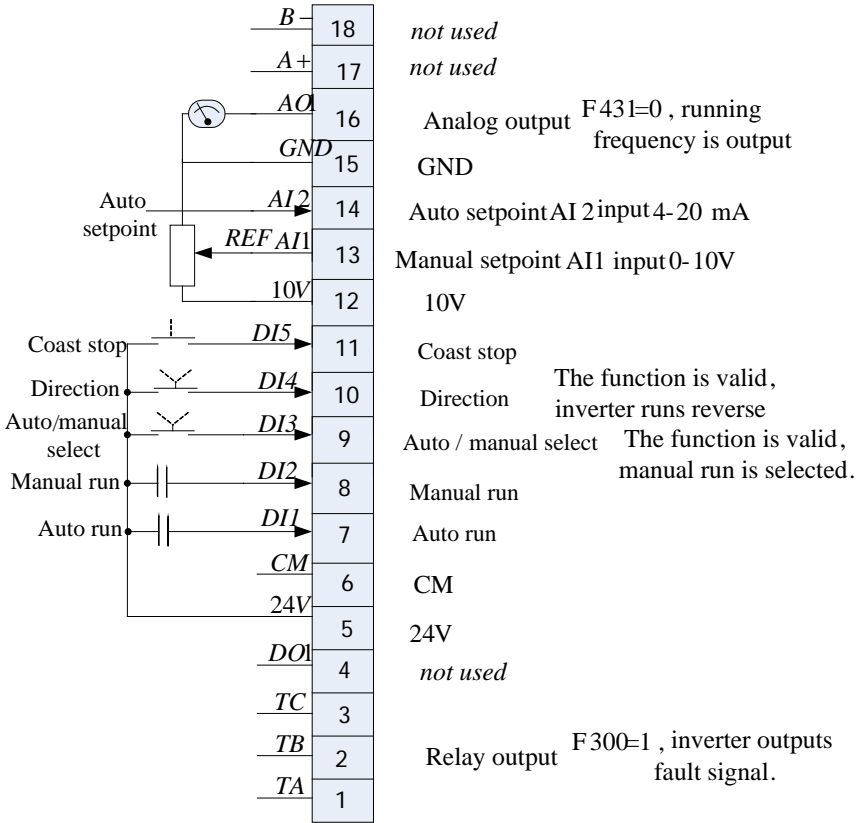 B −
18
not used
A+
17
not used
AO1
16
Analog output F431=0 , running
frequency is output
GND
15
GND
Auto
setpoint
AI 2
14
Auto setpoint AI 2 input 4-20 mA
REF AI1
13
Manual setpoint AI1 input 0-10V
10V
12
10V
Coast stop
DI5
11
Coast stop
Direction
DI4
10
Direction
The function is valid,
inverter runs reverse
Auto/manual
select
DI3
9
Auto / manual select
The function is valid,
manual run is selected.
Manual run
DI2
8
Manual run
Auto run
DI1
7
Auto run
CM
6
CM
24V
5
24V
DO1
4
not used
TC
3
TB
2
Relay output F300=1 , inverter outputs
fault signal.
TA
1